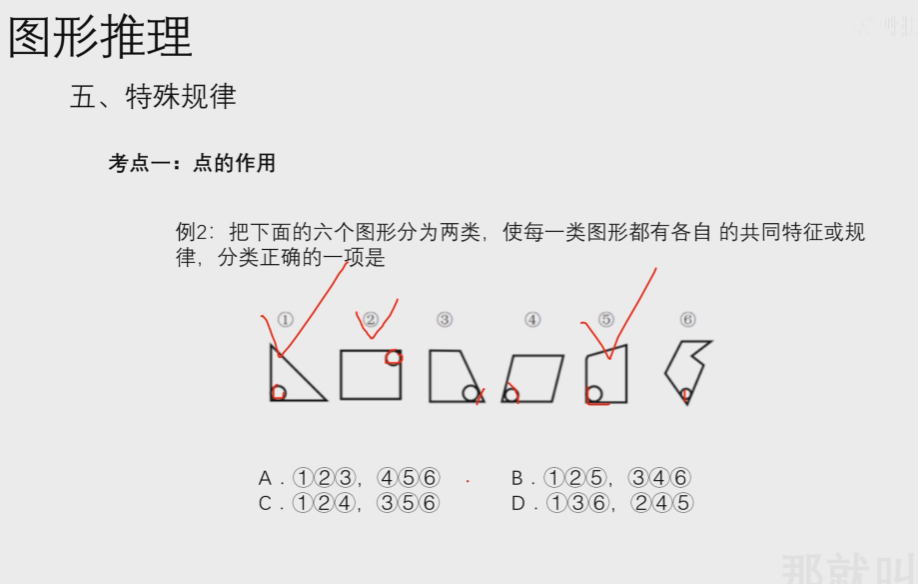 图形推理
五、特殊规律
考点一：点的作用
例2：把下面的六个图形分为两类，使每一类图形都有各自 的共同特征或规
律，分类正确的一项是
① ② ③ ④ ⑤ ⑥
A．①②③，④⑤⑥ B．①②⑤，③④⑥
C．①②④，③⑤⑥ D．①③⑥，②④⑤
那就叫